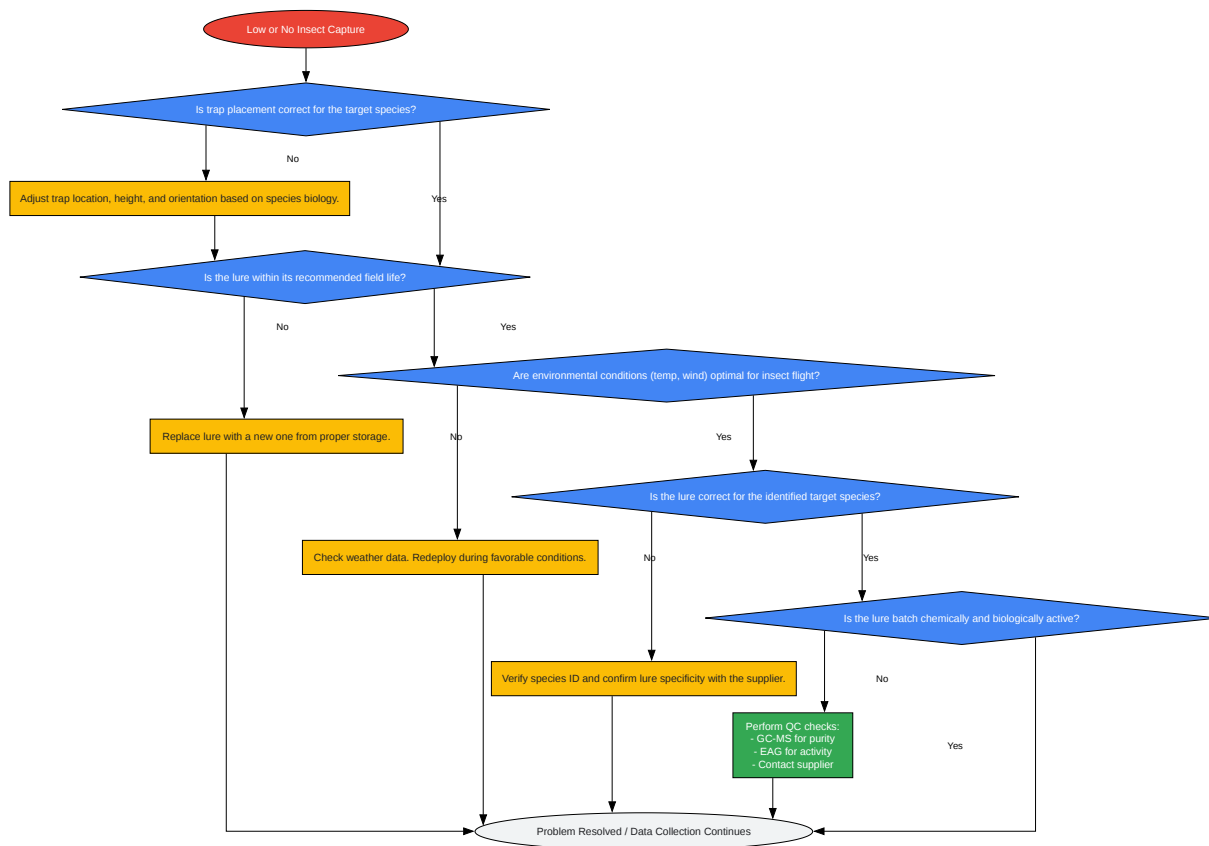 Low or No Insect Capture
Is trap placement correct for the target species?
No
Adjust trap location, height, and orientation based on species biology.
Yes
Is the lure within its recommended field life?
No
Yes
Are environmental conditions (temp, wind) optimal for insect flight?
Replace lure with a new one from proper storage.
No
Yes
Is the lure correct for the identified target species?
Check weather data. Redeploy during favorable conditions.
No
Yes
Is the lure batch chemically and biologically active?
Verify species ID and confirm lure specificity with the supplier.
No
Perform QC checks:
- GC-MS for purity
- EAG for activity
- Contact supplier
Yes
Problem Resolved / Data Collection Continues